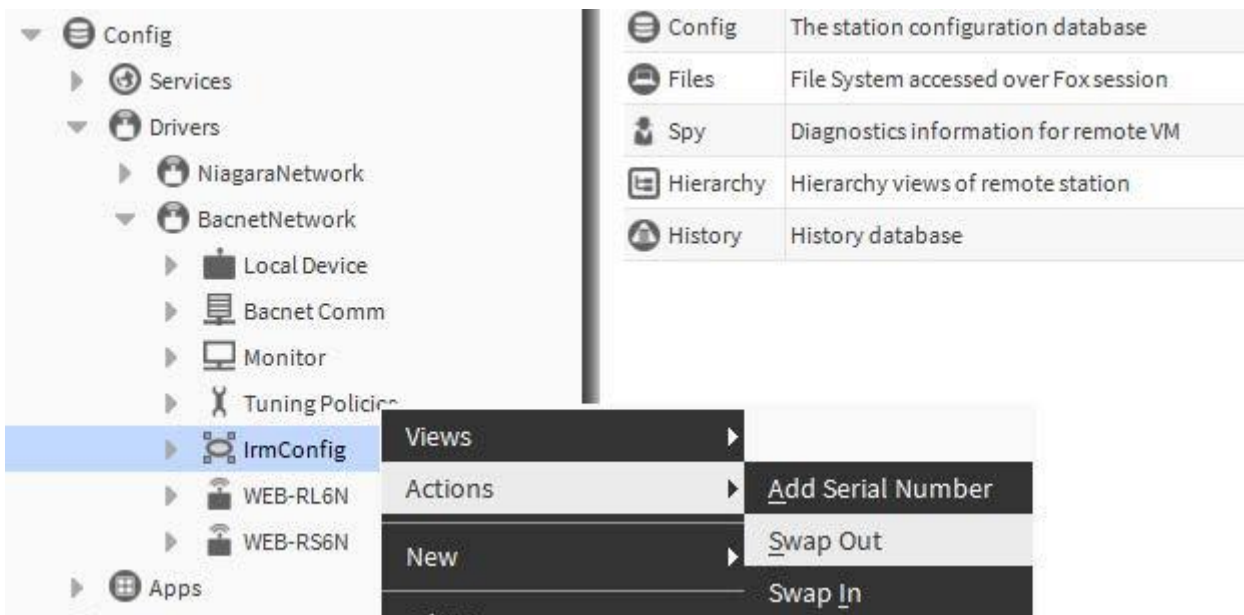 Config
Services
Drivers
NiagaraNetwork
BacnetNetwork
Local Device
Bacnet Comm
Monitor
Tuning Policies
IrmConfig
WEB-RL6N
WEB-RS6N
Apps
Config The station configuration database
Files File System accessed over Fox session
Spy Diagnostics information for remote VM
Hierarchy Hierarchy views of remote station
History History database
Views
Actions
New
Add Serial Number
Swap Out
Swap In